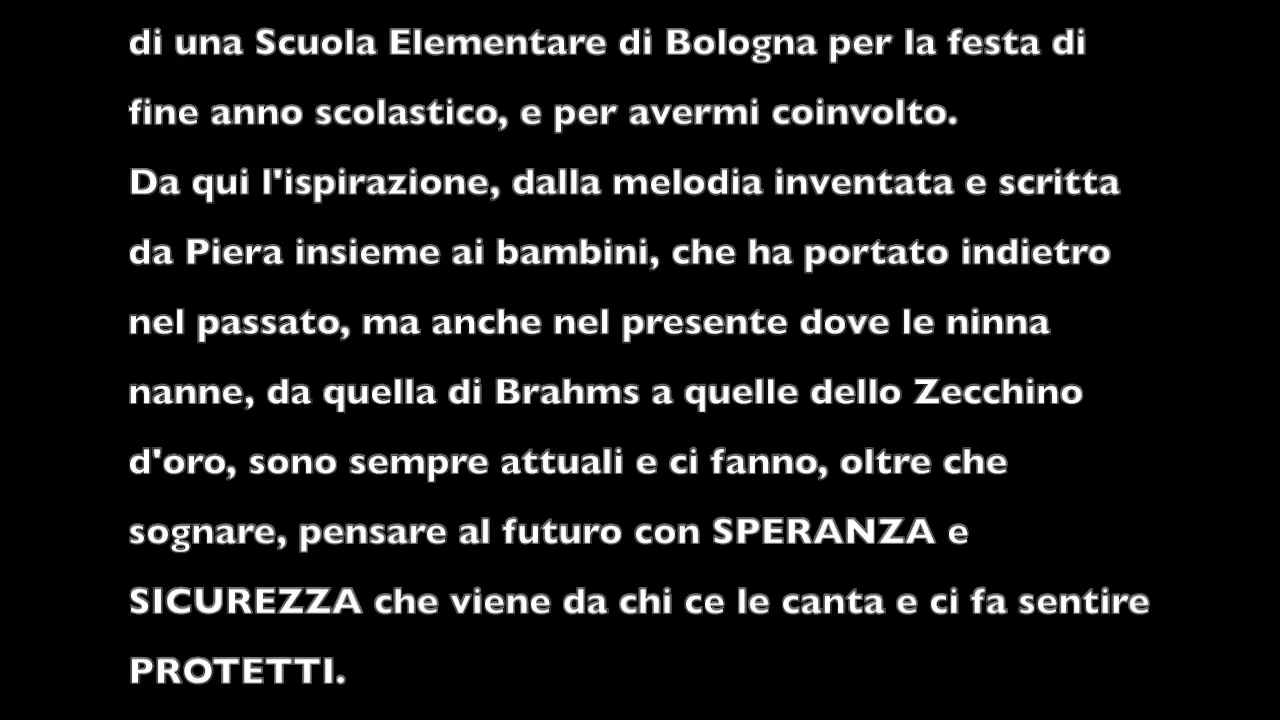 di una Scuola Elementare di Bologna per la festa di
fine anno scolastico, e per avermi coinvolto.
Da qui l'ispirazione, dalla melodia inventata e scritta
da Piera insieme ai bambini, che ha portato indietro
nel passato, ma anche nel presente dove le ninna
nanne, da quella di Brahms a quelle dello Zecchino
d'oro, sono sempre attuali e ci fanno, oltre che
sognare, pensare al futuro con SPERANZA e
SICUREZZA che viene da chi ce le canta e ci fa sentire
PROTETTI.